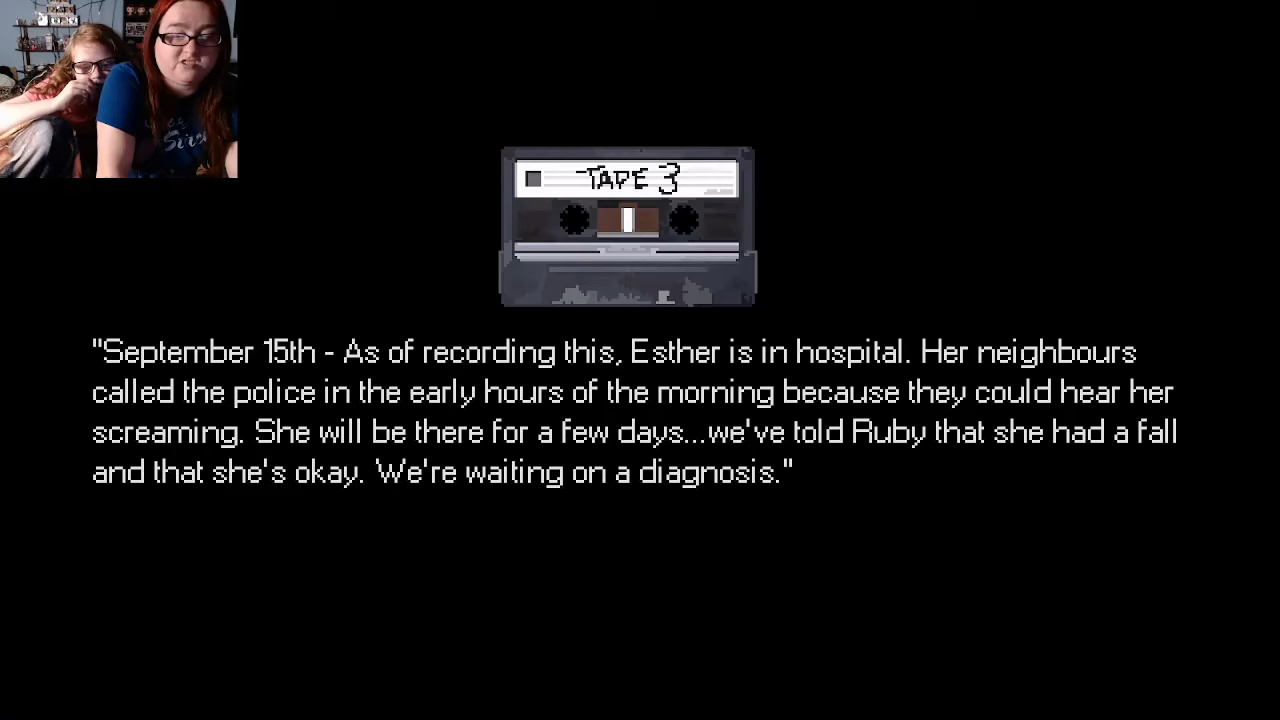 TAPE 3
"September 15th - As of recording this, Esther is in hospital. Her neighbours
called the police in the early hours of the morning because they could hear her
screaming. She will be there for a few days...we've told Ruby that she had a fall
and that she's okay. We're waiting on a diagnosis."